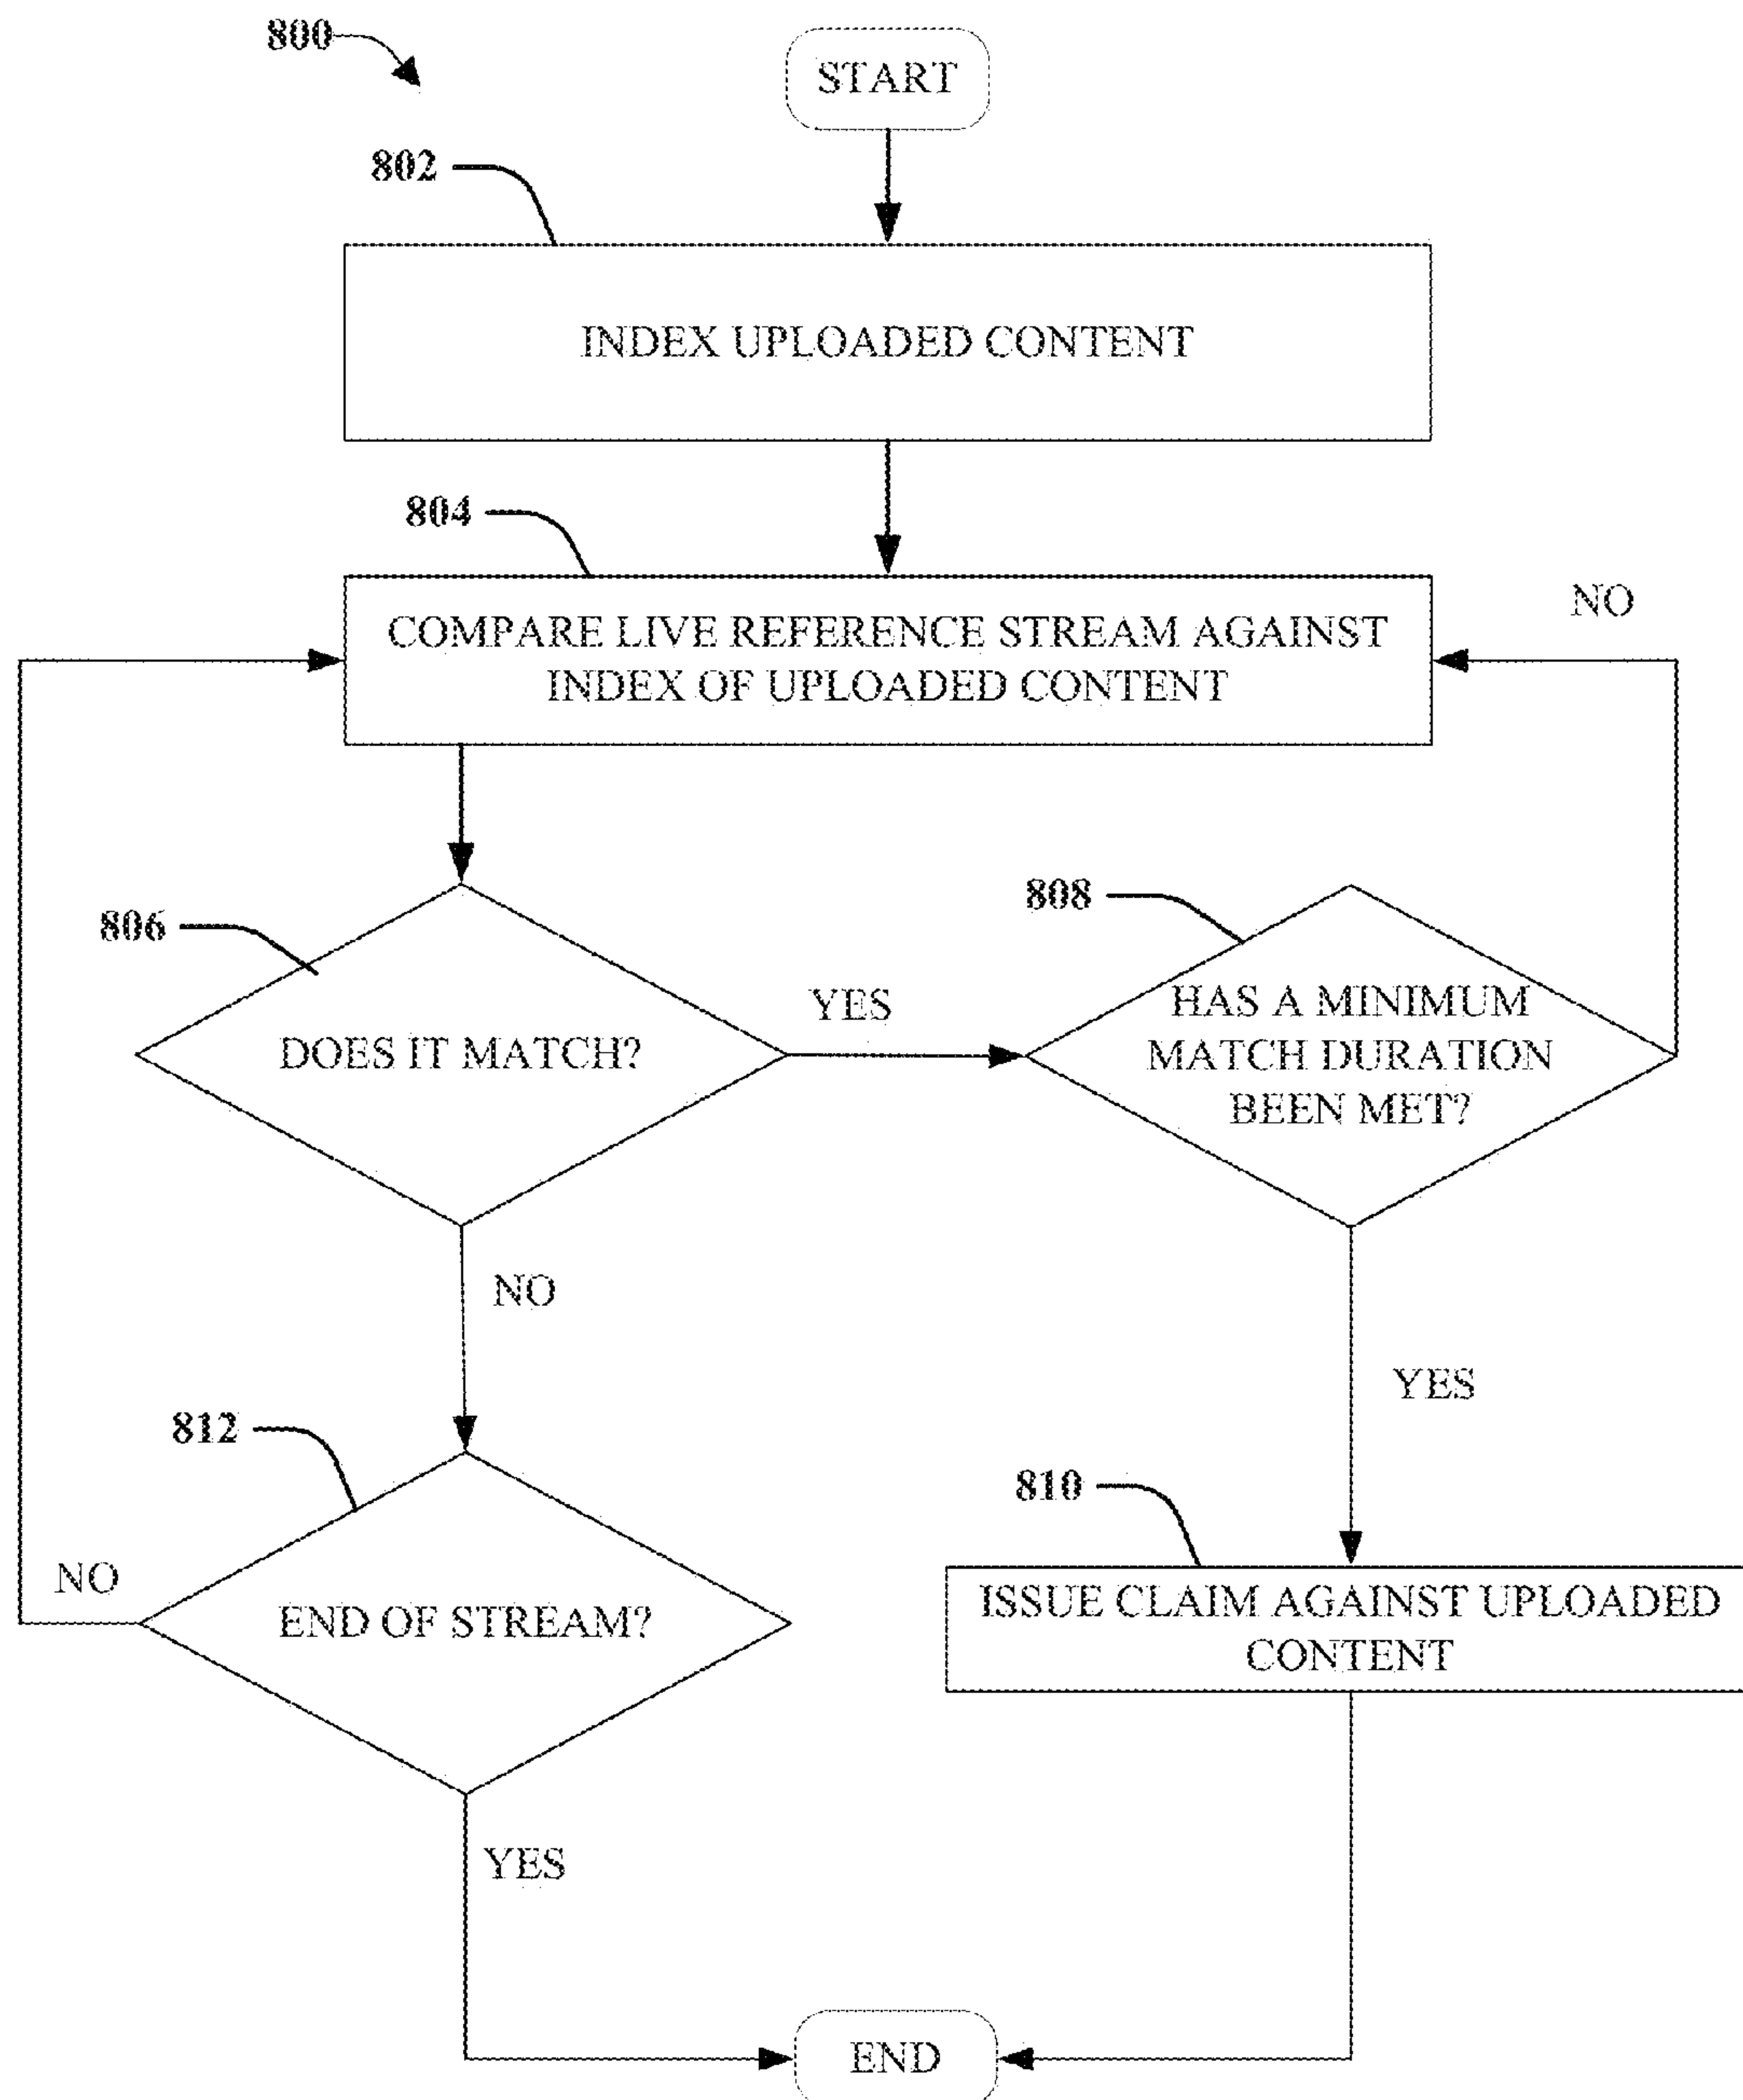 800
START
802
INDEX UPLOADED CONTENT
804
COMPARE LIVE REFERENCE STREAM AGAINST
INDEX OF UPLOADED CONTENT
NO
806
DOES IT MATCH?
YES
808
HAS A MINIMUM
MATCH DURATION
BEEN MET?
NO
YES
812
END OF STREAM?
NO
810
ISSUE CLAIM AGAINST UPLOADED
CONTENT
YES
END